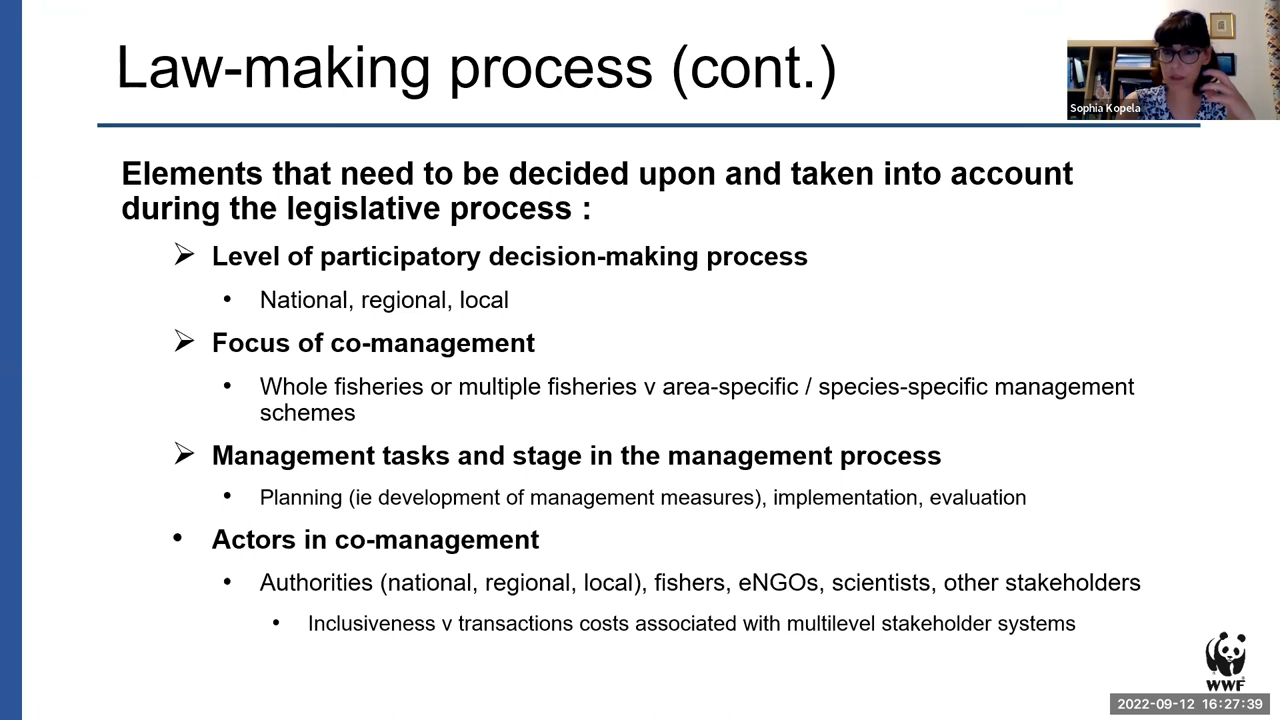 Law-making process (cont.)
Sophia Kopela
Elements that need to be decided upon and taken into account
during the legislative process :
➢ Level of participatory decision-making process
• National, regional, local
➢ Focus of co-management
• Whole fisheries or multiple fisheries v area-specific / species-specific management
schemes
➢ Management tasks and stage in the management process
• Planning (ie development of management measures), implementation, evaluation
• Actors in co-management
• Authorities (national, regional, local), fishers, eNGOs, scientists, other stakeholders
• Inclusiveness v transactions costs associated with multilevel stakeholder systems
WWF
2022-09-12 16:27:39